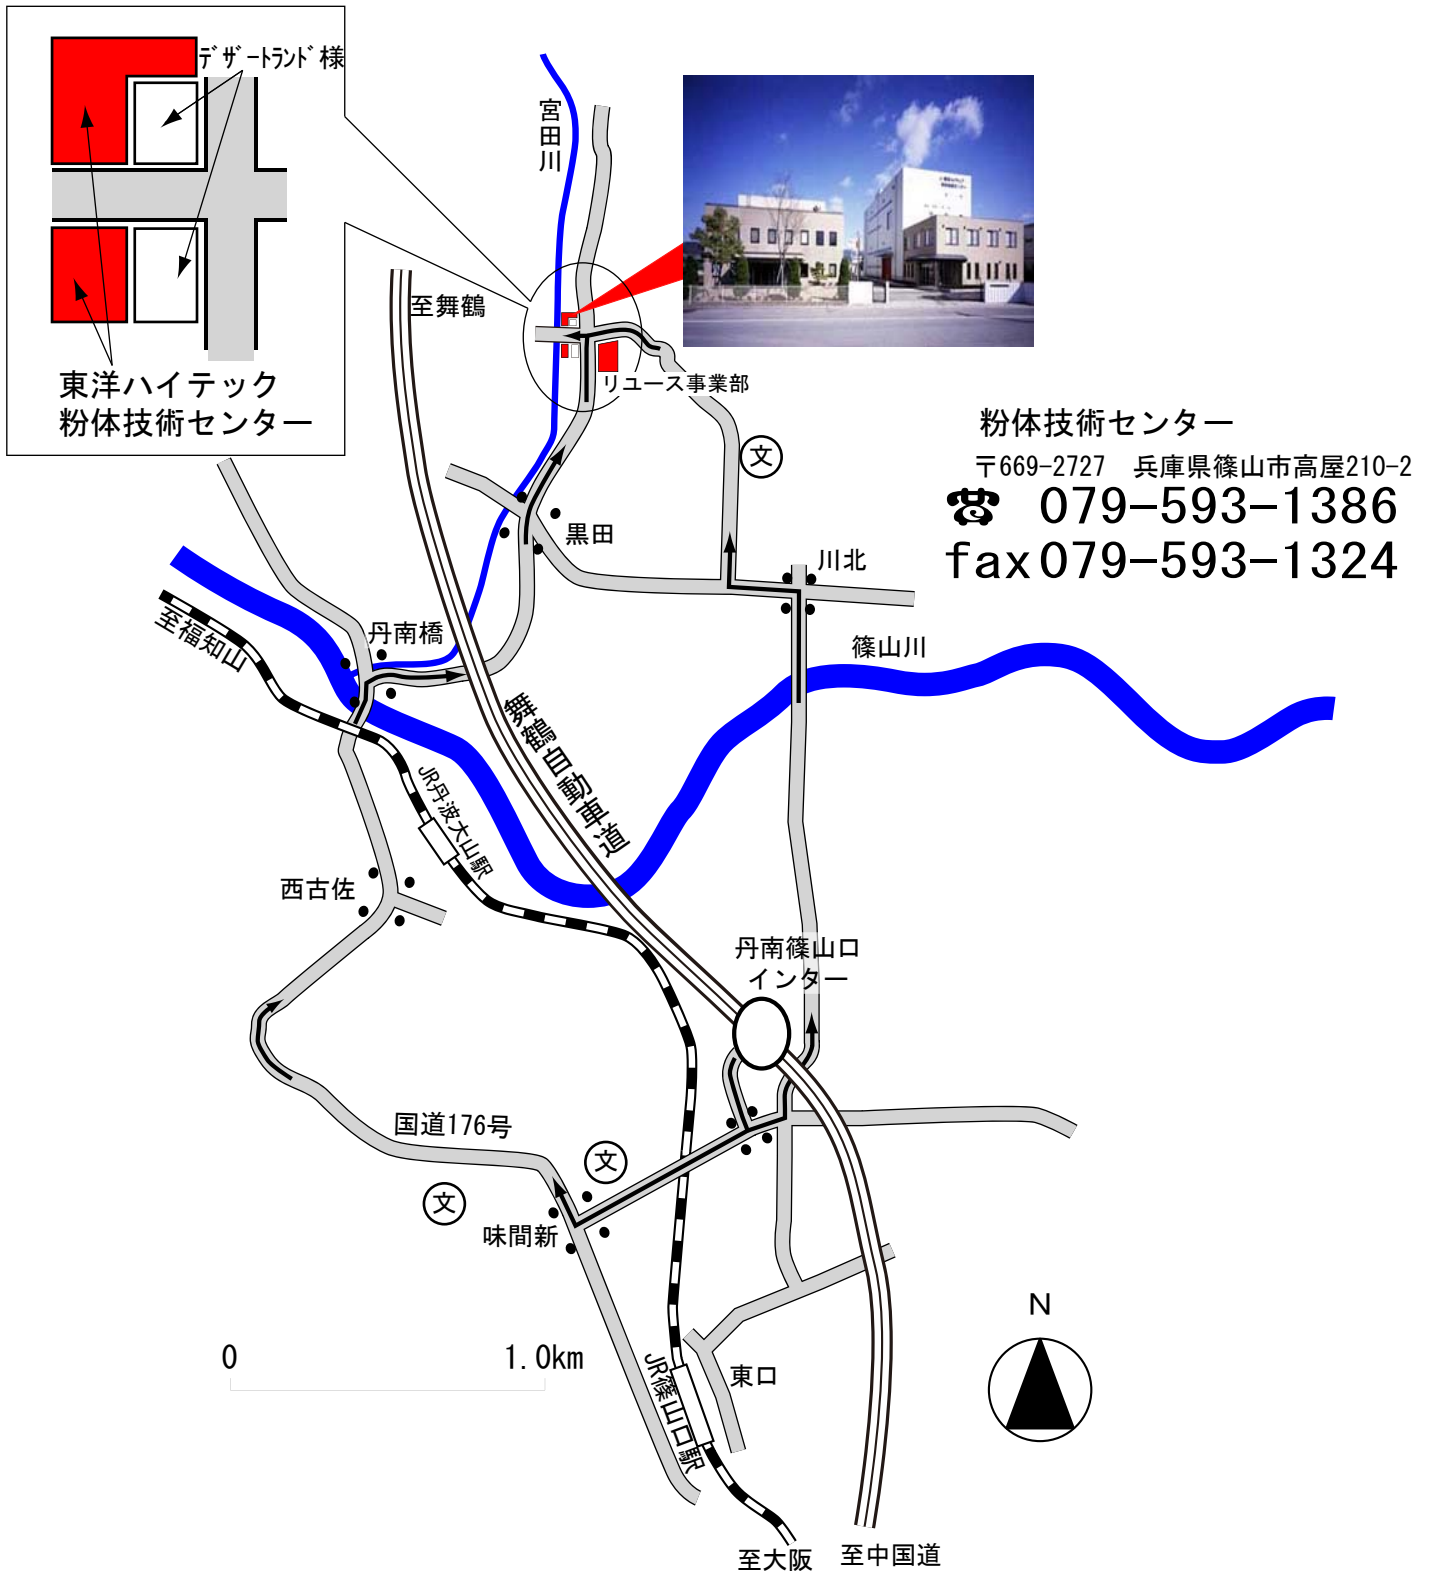 デザートランド様
東洋ハイテック
粉体技術センター
宮田川
至舞鶴
リユース事業部
文
粉体技術センター
〒669-2727　兵庫県篠山市高屋210-2
☎ 079-593-1386
fax 079-593-1324
黒田
川北
至福知山
丹南橋
篠山川
舞鶴自動車道
JR丹波大山駅
西古佐
丹南篠山口
インター
国道176号
文
文
味間新
N
0 1.0km
JR篠山口駅
東口
至大阪
至中国道